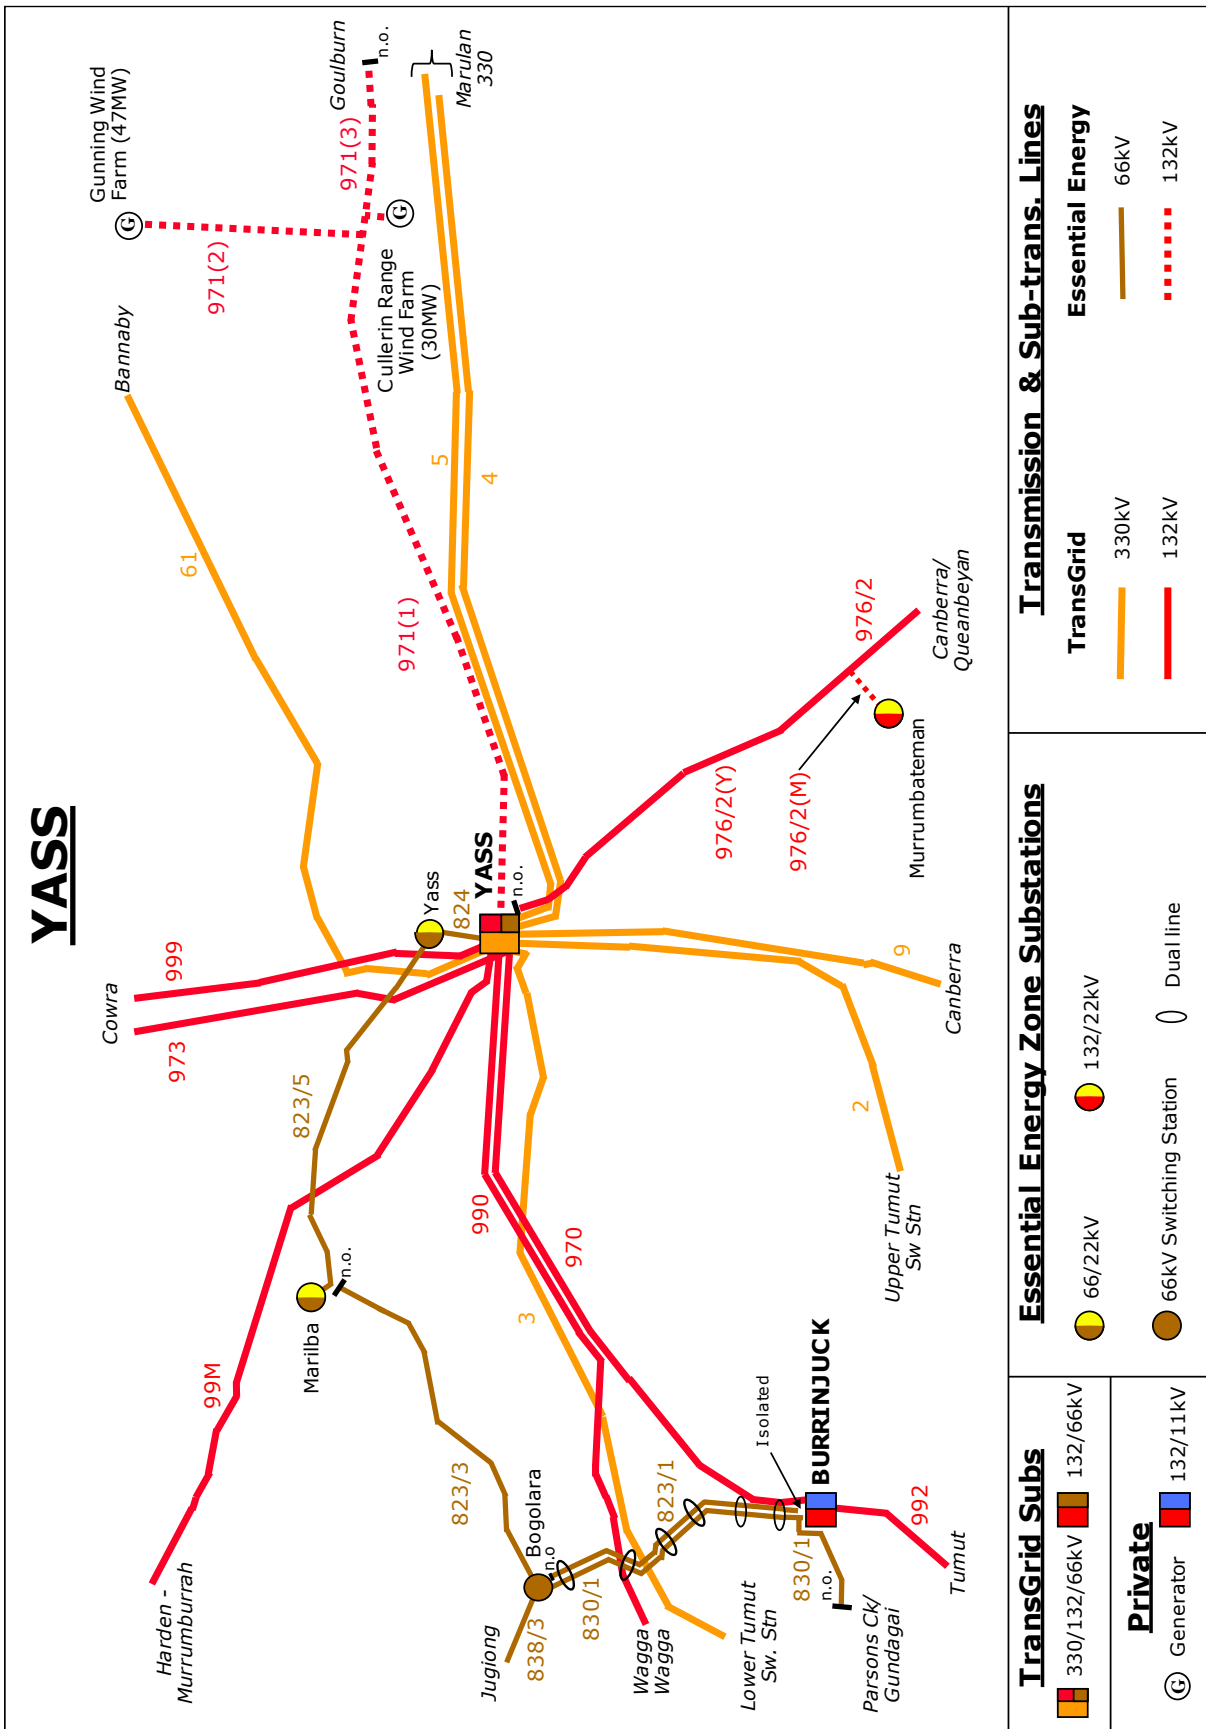 YASS
Harden -
Murrumburrah
99M
Cowra
973
999
61
Bannaby
971(2)
Gunning Wind
Farm (47MW)
G
Marilba
n.o.
823/5
Yass
824
971(1)
Cullerin Range
Wind Farm
(30MW)
G
971(3)
Goulburn
n.o.
Jugiong
838/3
Bogolara
n.o
823/3
YASS
n.o.
5
4
Marulan
330
830/1
990
970
3
Wagga
Wagga
823/1
Lower Tumut
Sw. Stn
Isolated
830/1
n.o.
BURRINJUCK
Parsons Ck/
Gundagai
992
Tumut
2
Upper Tumut
Sw Stn
9
Canberra
976/2(Y)
976/2(M)
976/2
Murrumbateman
Canberra/
Queanbeyan
TransGrid Subs
330/132/66kV
132/66kV
Private
G
Generator
132/11kV
Essential Energy Zone Substations
66/22kV
132/22kV
66kV Switching Station
Dual line
Transmission & Sub-trans. Lines
TransGrid
Essential Energy
330kV
66kV
132kV
132kV